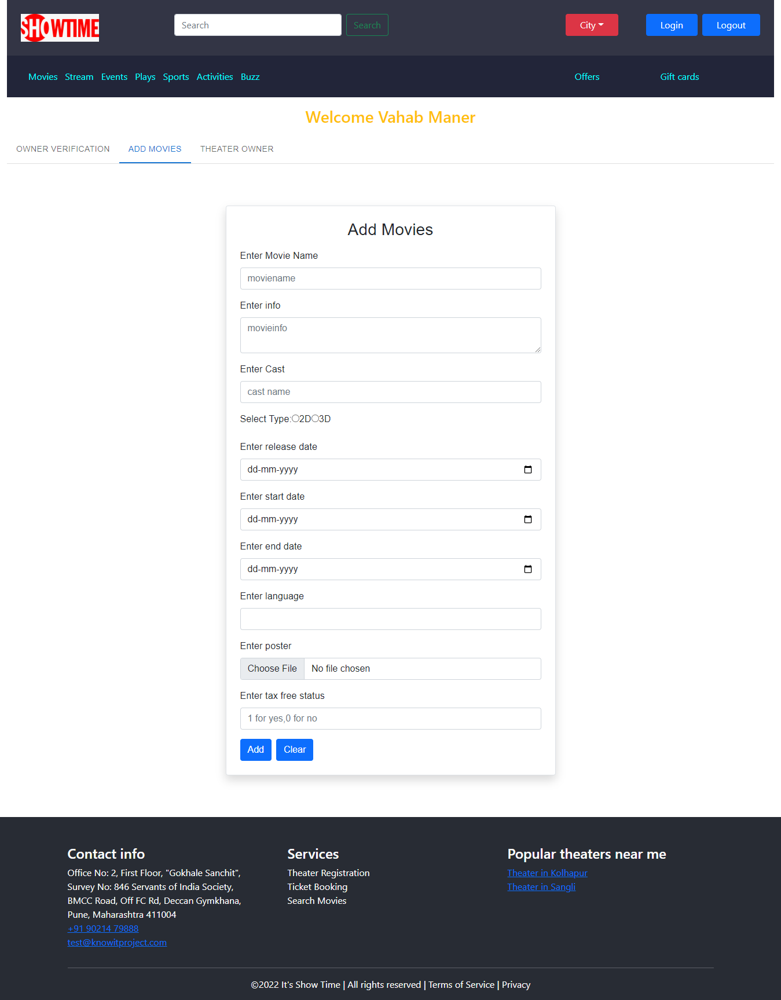 SHOWTIME Search Search City Login Logout
Movies Stream Events Plays Sports Activities Buzz Offers Gift cards
Welcome Vahab Maner
OWNER VERIFICATION ADD MOVIES THEATER OWNER
Add Movies
Enter Movie Name
moviename
Enter info
movieinfo
Enter Cast
cast name
Select Type:2D3D
Enter release date
dd-mm-yyyy
Enter start date
dd-mm-yyyy
Enter end date
dd-mm-yyyy
Enter language
Enter poster
Choose File No file chosen
Enter tax free status
1 for yes,0 for no
Add Clear
Contact info
Office No: 2, First Floor, "Gokhale Sanchit",
Survey No: 846 Servants of India Society,
BMCC Road, Off FC Rd, Deccan Gymkhana,
Pune, Maharashtra 411004
+91 90214 79888
test@knowitproject.com
Services
Theater Registration
Ticket Booking
Search Movies
Popular theaters near me
Theater in Kolhapur
Theater in Sangli
©2022 It's Show Time | All rights reserved | Terms of Service | Privacy